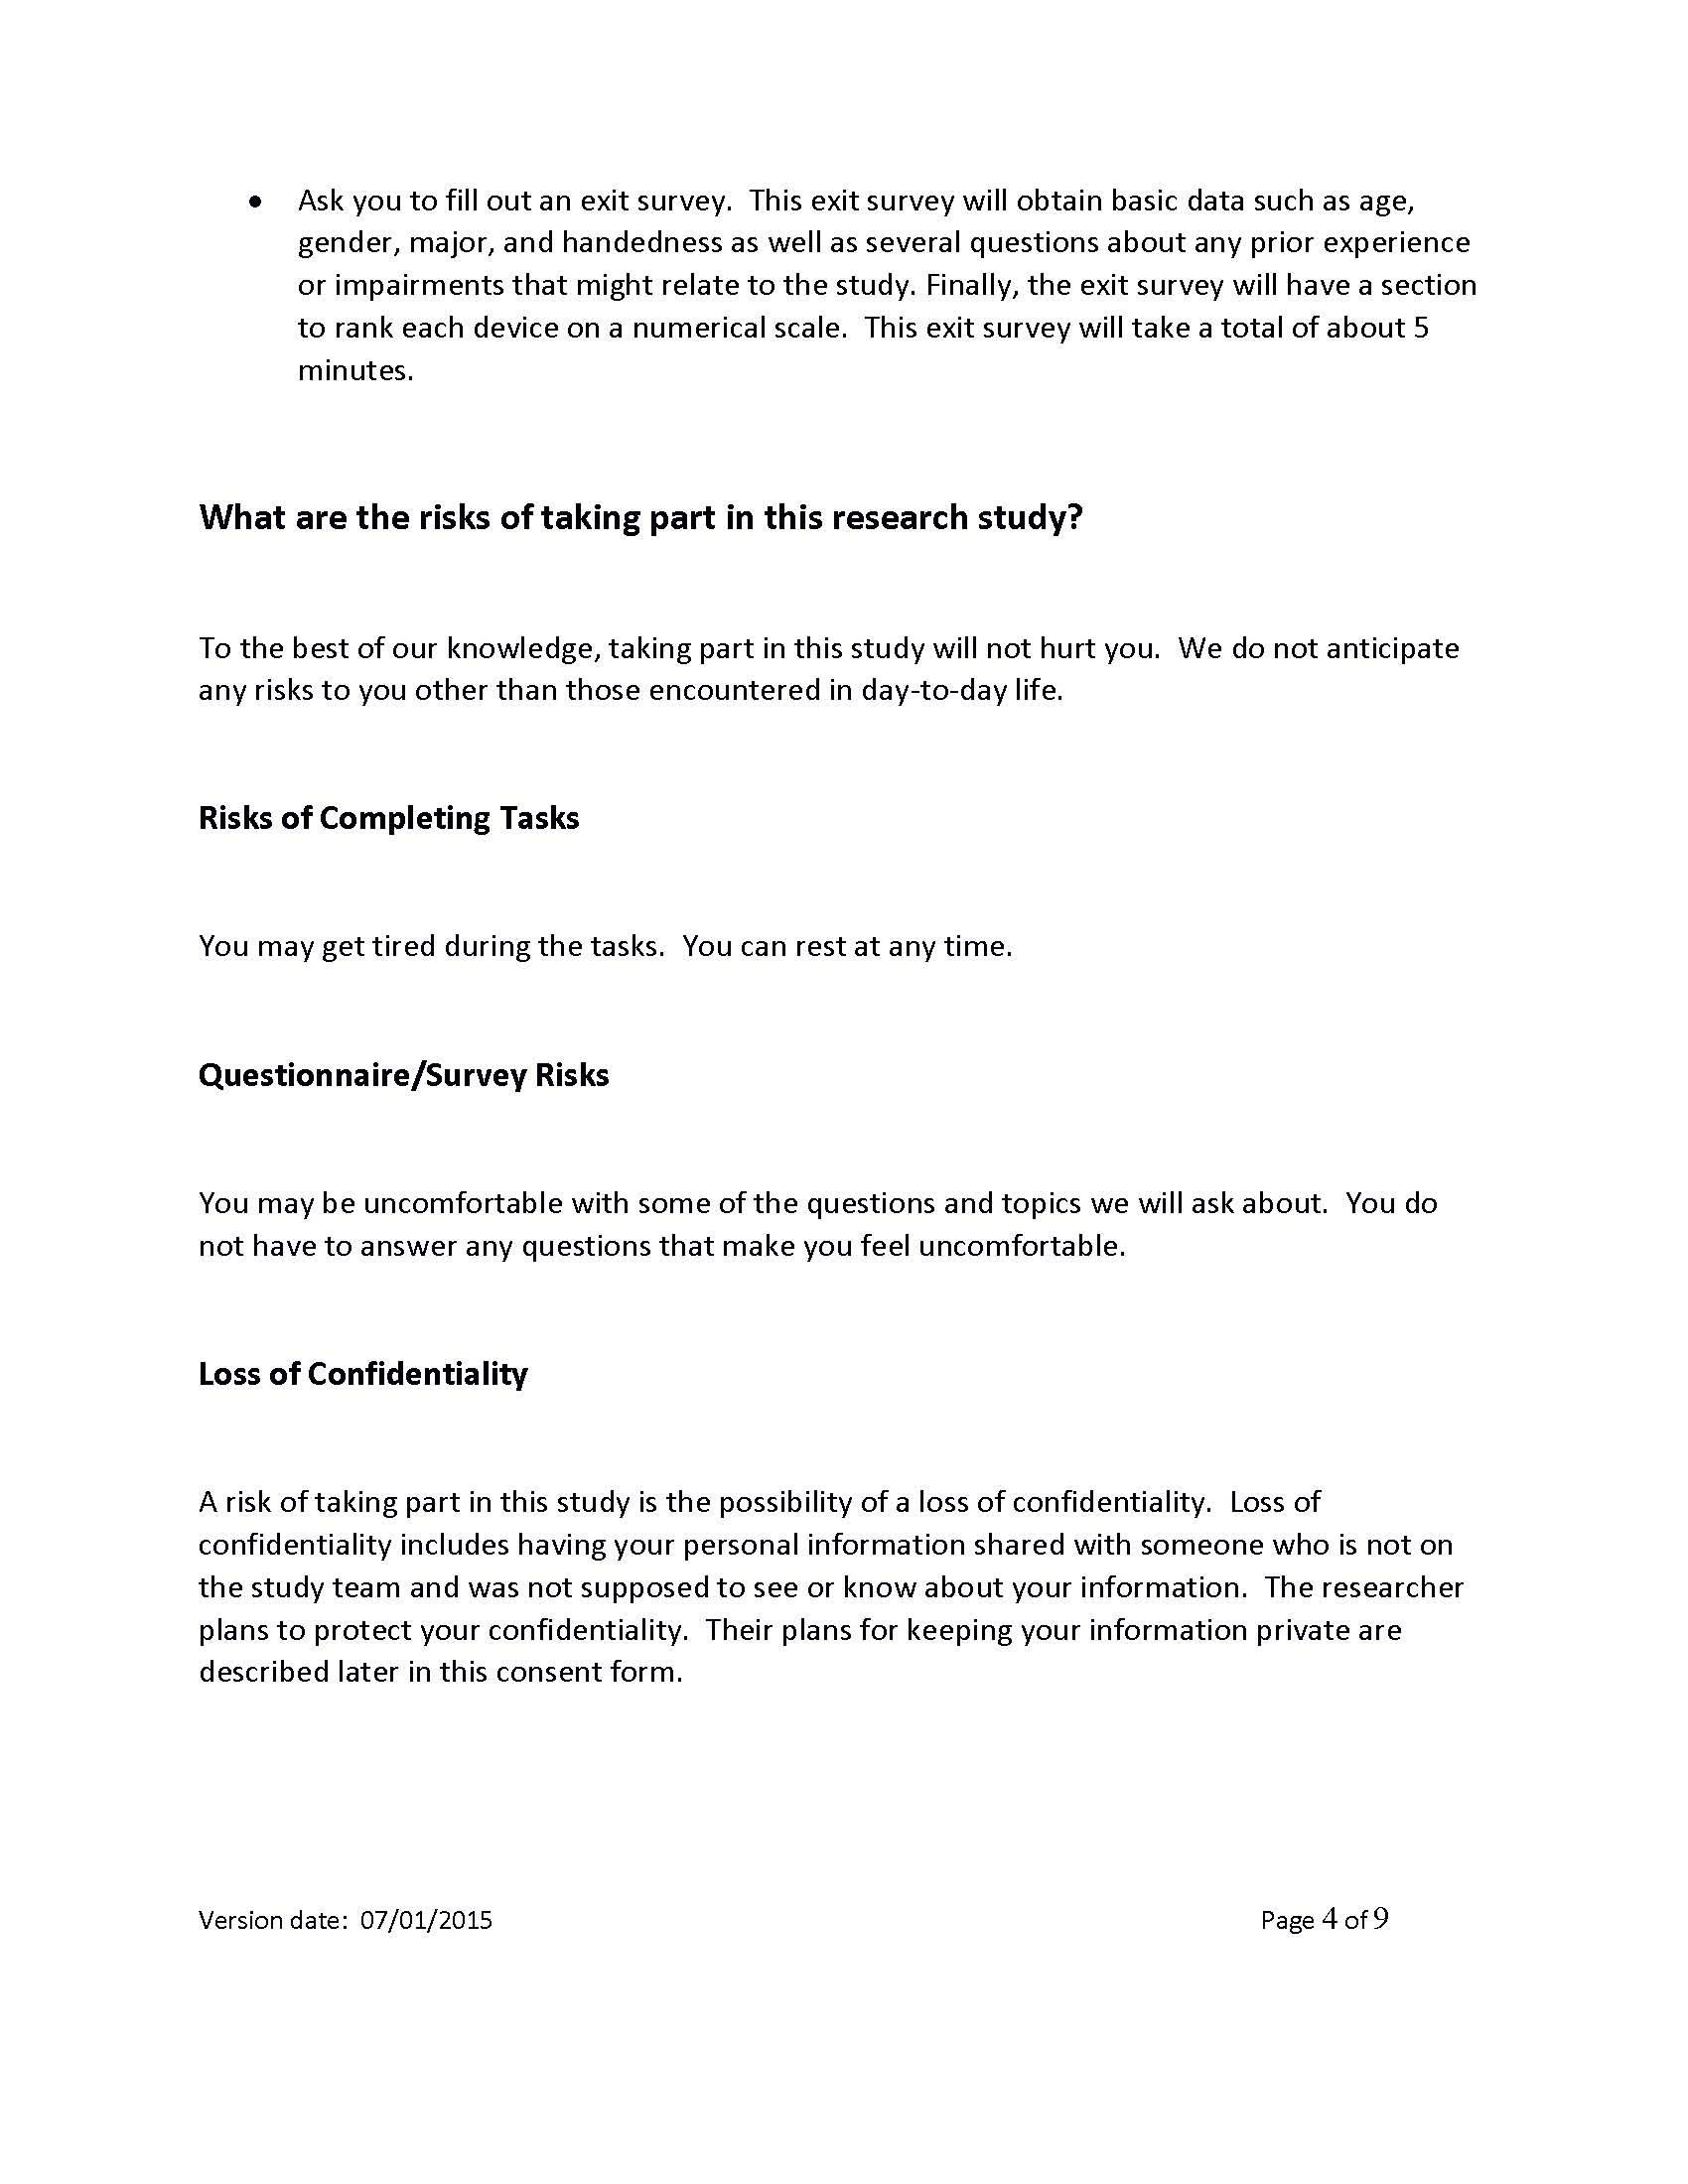 • Ask you to fill out an exit survey.  This exit survey will obtain basic data such as age,
gender, major, and handedness as well as several questions about any prior experience
or impairments that might relate to the study. Finally, the exit survey will have a section
to rank each device on a numerical scale.  This exit survey will take a total of about 5
minutes.
What are the risks of taking part in this research study?
To the best of our knowledge, taking part in this study will not hurt you.  We do not anticipate
any risks to you other than those encountered in day-to-day life.
Risks of Completing Tasks
You may get tired during the tasks.  You can rest at any time.
Questionnaire/Survey Risks
You may be uncomfortable with some of the questions and topics we will ask about.  You do
not have to answer any questions that make you feel uncomfortable.
Loss of Confidentiality
A risk of taking part in this study is the possibility of a loss of confidentiality.  Loss of
confidentiality includes having your personal information shared with someone who is not on
the study team and was not supposed to see or know about your information.  The researcher
plans to protect your confidentiality.  Their plans for keeping your information private are
described later in this consent form.
Version date:  07/01/2015 Page 4 of 9